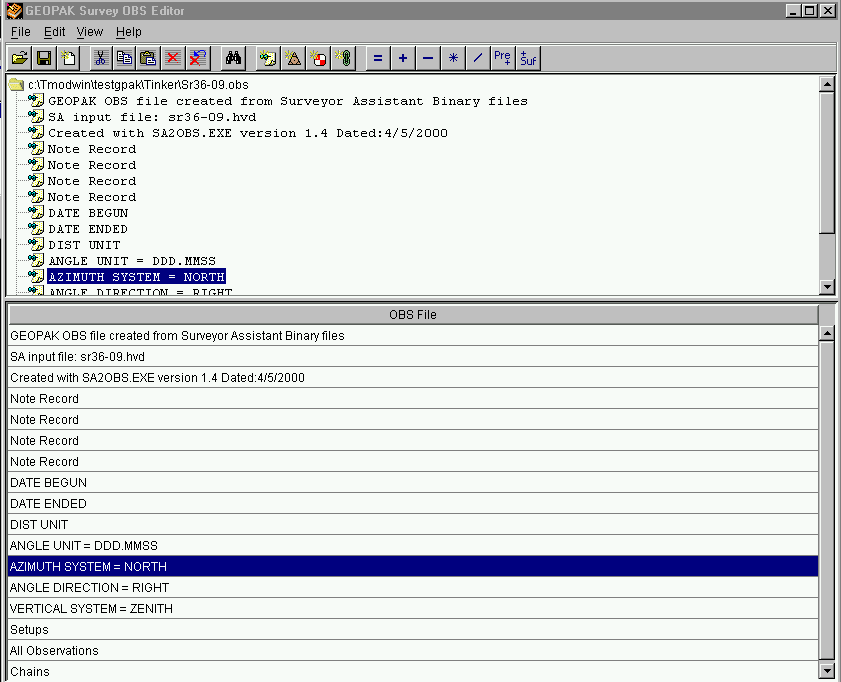 GEOPAK Survey OBS Editor
File Edit View Help
= + − * / Pre + ± Suf
c:\Tmodwin\testgpak\Tinker\Sr36-09.obs
GEOPAK OBS file created from Surveyor Assistant Binary files
SA input file: sr36-09.hvd
Created with SA2OBS.EXE version 1.4 Dated:4/5/2000
Note Record
Note Record
Note Record
Note Record
DATE BEGUN
DATE ENDED
DIST UNIT
ANGLE UNIT = DDD.MMSS
AZIMUTH SYSTEM = NORTH
ANGLE DIRECTION = RIGHT
OBS File
GEOPAK OBS file created from Surveyor Assistant Binary files
SA input file: sr36-09.hvd
Created with SA2OBS.EXE version 1.4 Dated:4/5/2000
Note Record
Note Record
Note Record
Note Record
DATE BEGUN
DATE ENDED
DIST UNIT
ANGLE UNIT = DDD.MMSS
AZIMUTH SYSTEM = NORTH
ANGLE DIRECTION = RIGHT
VERTICAL SYSTEM = ZENITH
Setups
All Observations
Chains